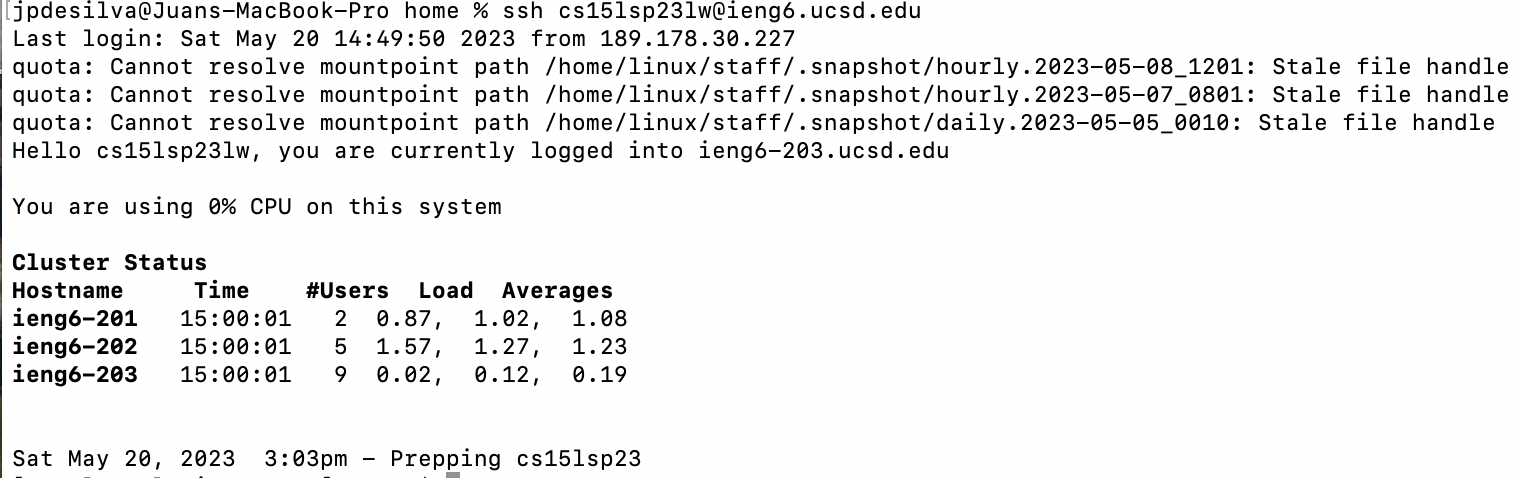 jpdesilva@Juans-MacBook-Pro home % ssh cs15lsp23lw@ieng6.ucsd.edu
Last login: Sat May 20 14:49:50 2023 from 189.178.30.227
quota: Cannot resolve mountpoint path /home/linux/staff/.snapshot/hourly.2023-05-08_1201: Stale file handle
quota: Cannot resolve mountpoint path /home/linux/staff/.snapshot/hourly.2023-05-07_0801: Stale file handle
quota: Cannot resolve mountpoint path /home/linux/staff/.snapshot/daily.2023-05-05_0010: Stale file handle
Hello cs15lsp23lw, you are currently logged into ieng6-203.ucsd.edu
You are using 0% CPU on this system
Cluster Status
Hostname Time #Users Load Averages
ieng6-201 15:00:01 2 0.87, 1.02, 1.08
ieng6-202 15:00:01 5 1.57, 1.27, 1.23
ieng6-203 15:00:01 9 0.02, 0.12, 0.19
Sat May 20, 2023 3:03pm - Prepping cs15lsp23